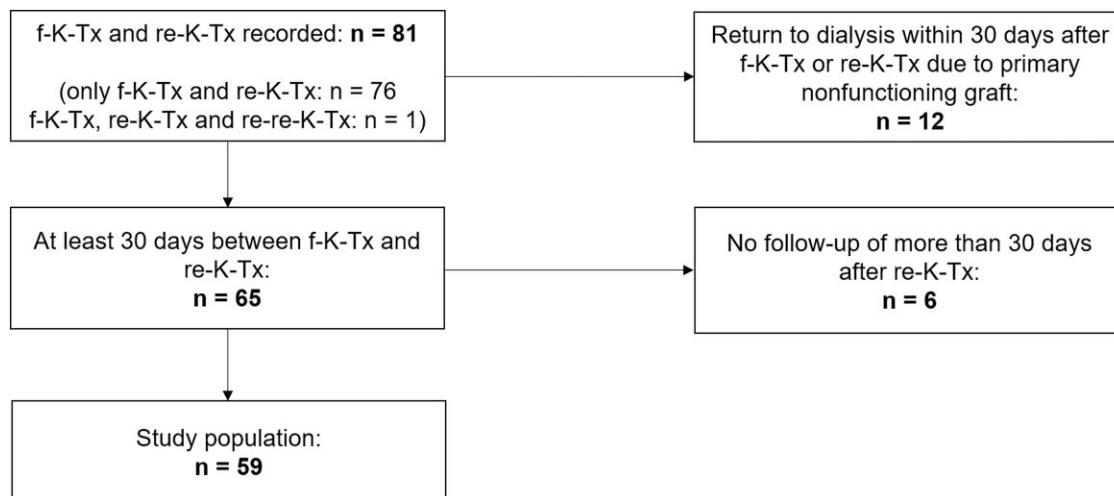 f-K-Tx and re-K-Tx recorded: n = 81
(only f-K-Tx and re-K-Tx: n = 76
f-K-Tx, re-K-Tx and re-re-K-Tx: n = 1)
Return to dialysis within 30 days after
f-K-Tx or re-K-Tx due to primary
nonfunctioning graft:
n = 12
At least 30 days between f-K-Tx and
re-K-Tx:
n = 65
No follow-up of more than 30 days
after re-K-Tx:
n = 6
Study population:
n = 59